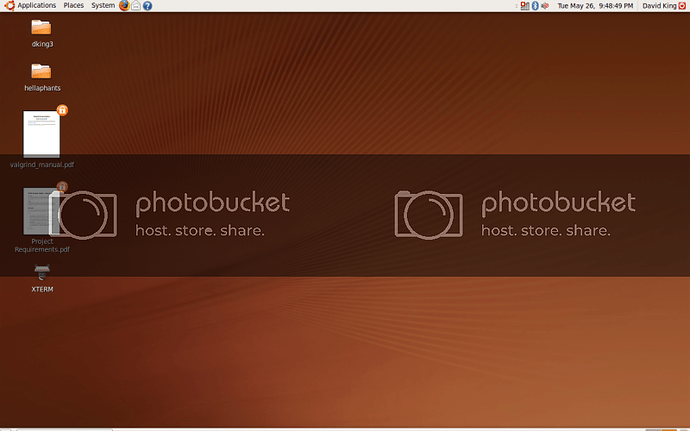 Applications Places System
Tue May 26, 9:48:49 PM David King
dking3
hellaphants
valgrind_manual.pdf
photobucket photobucket
host. store. share. host. store. share.
Project
Requirements.pdf
XTERM